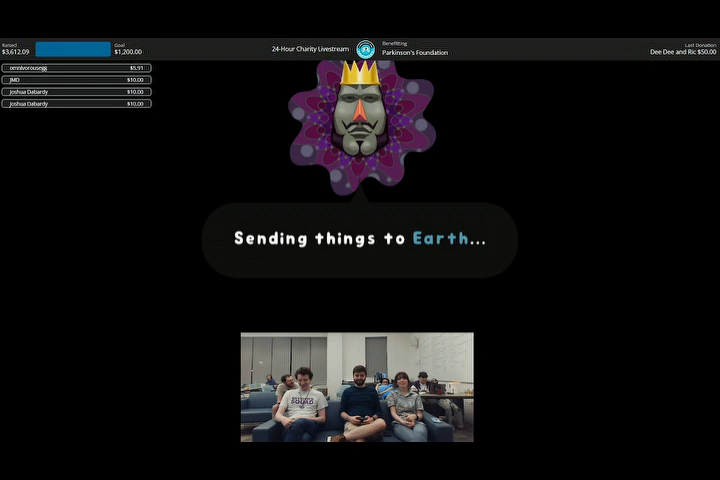 Raised
$3,612.09
Goal
$1,200.00
24-Hour Charity Livestream
Benefitting
Parkinson's Foundation
Last Donation
Dee Dee and Ric $50.00
omnivorousegg $5.91
JMD $10.00
Joshua Dabardy $10.00
Joshua Dabardy $10.00
Sending things to Earth...